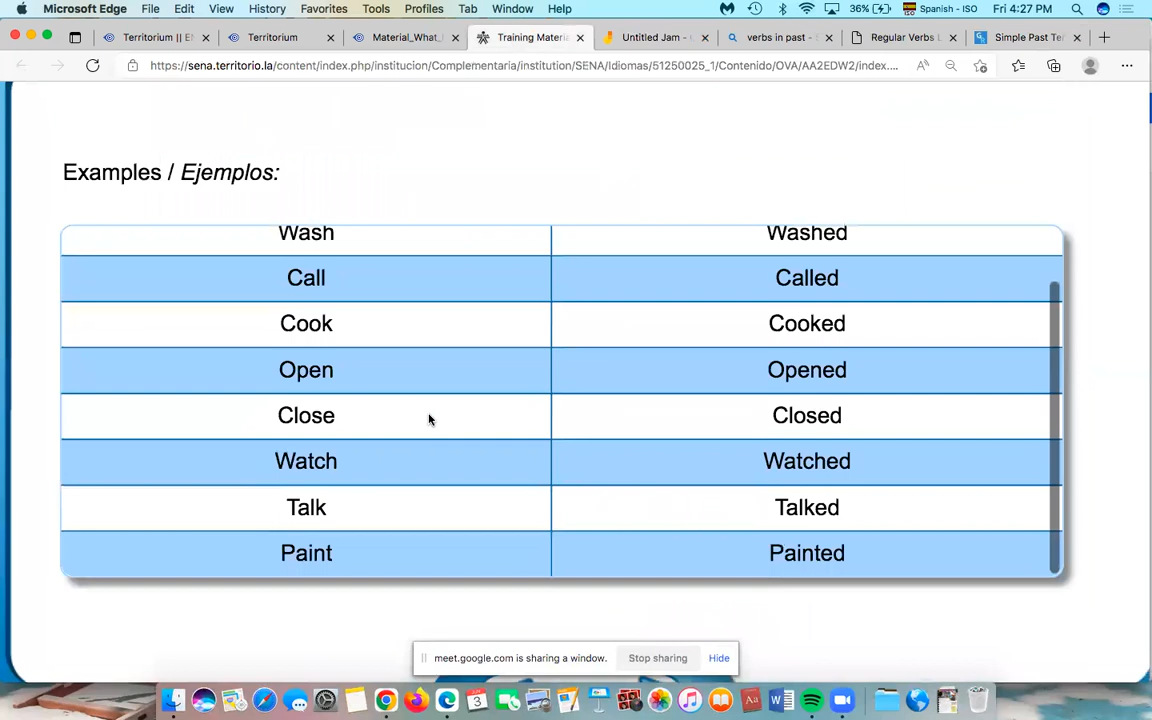 Microsoft Edge File Edit View History Favorites Tools Profiles Tab Window Help 36% Spanish - ISO Fri 4:27 PM
Territorium || E Territorium Material_What_ Training Materia Untitled Jam - verbs in past - S Regular Verbs L Simple Past Te
https://sena.territorio.la/content/index.php/institucion/Complementaria/institution/SENA/Idiomas/51250025_1/Contenido/OVA/AA2EDW2/index....
Examples / Ejemplos:
Wash Washed
Call Called
Cook Cooked
Open Opened
Close Closed
Watch Watched
Talk Talked
Paint Painted
meet.google.com is sharing a window. Stop sharing Hide